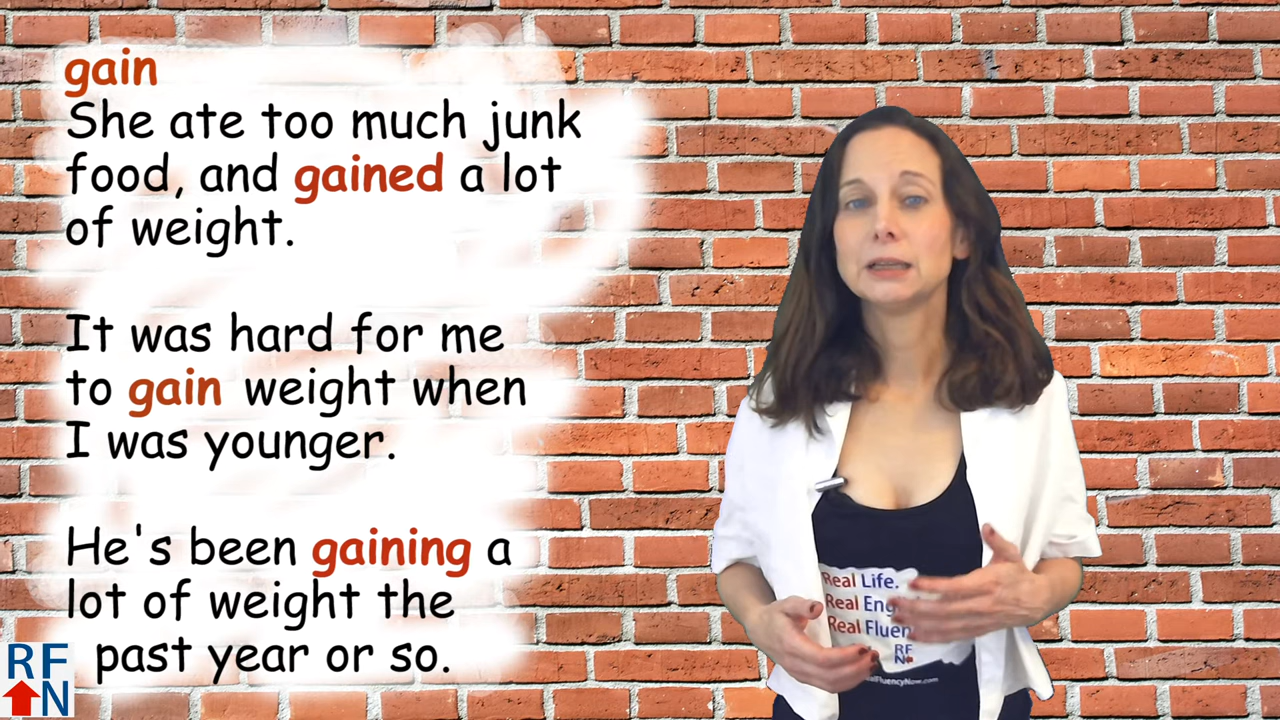 gain
She ate too much junk
food, and gained a lot
of weight.
It was hard for me
to gain weight when
I was younger.
He's been gaining a
lot of weight the
past year or so.
RF
N
Real Life.
Real
Real
RF
N